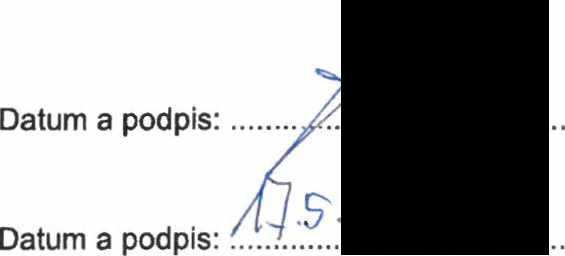 Datum a podpis: ..............
Datum a podpis: 17.5.